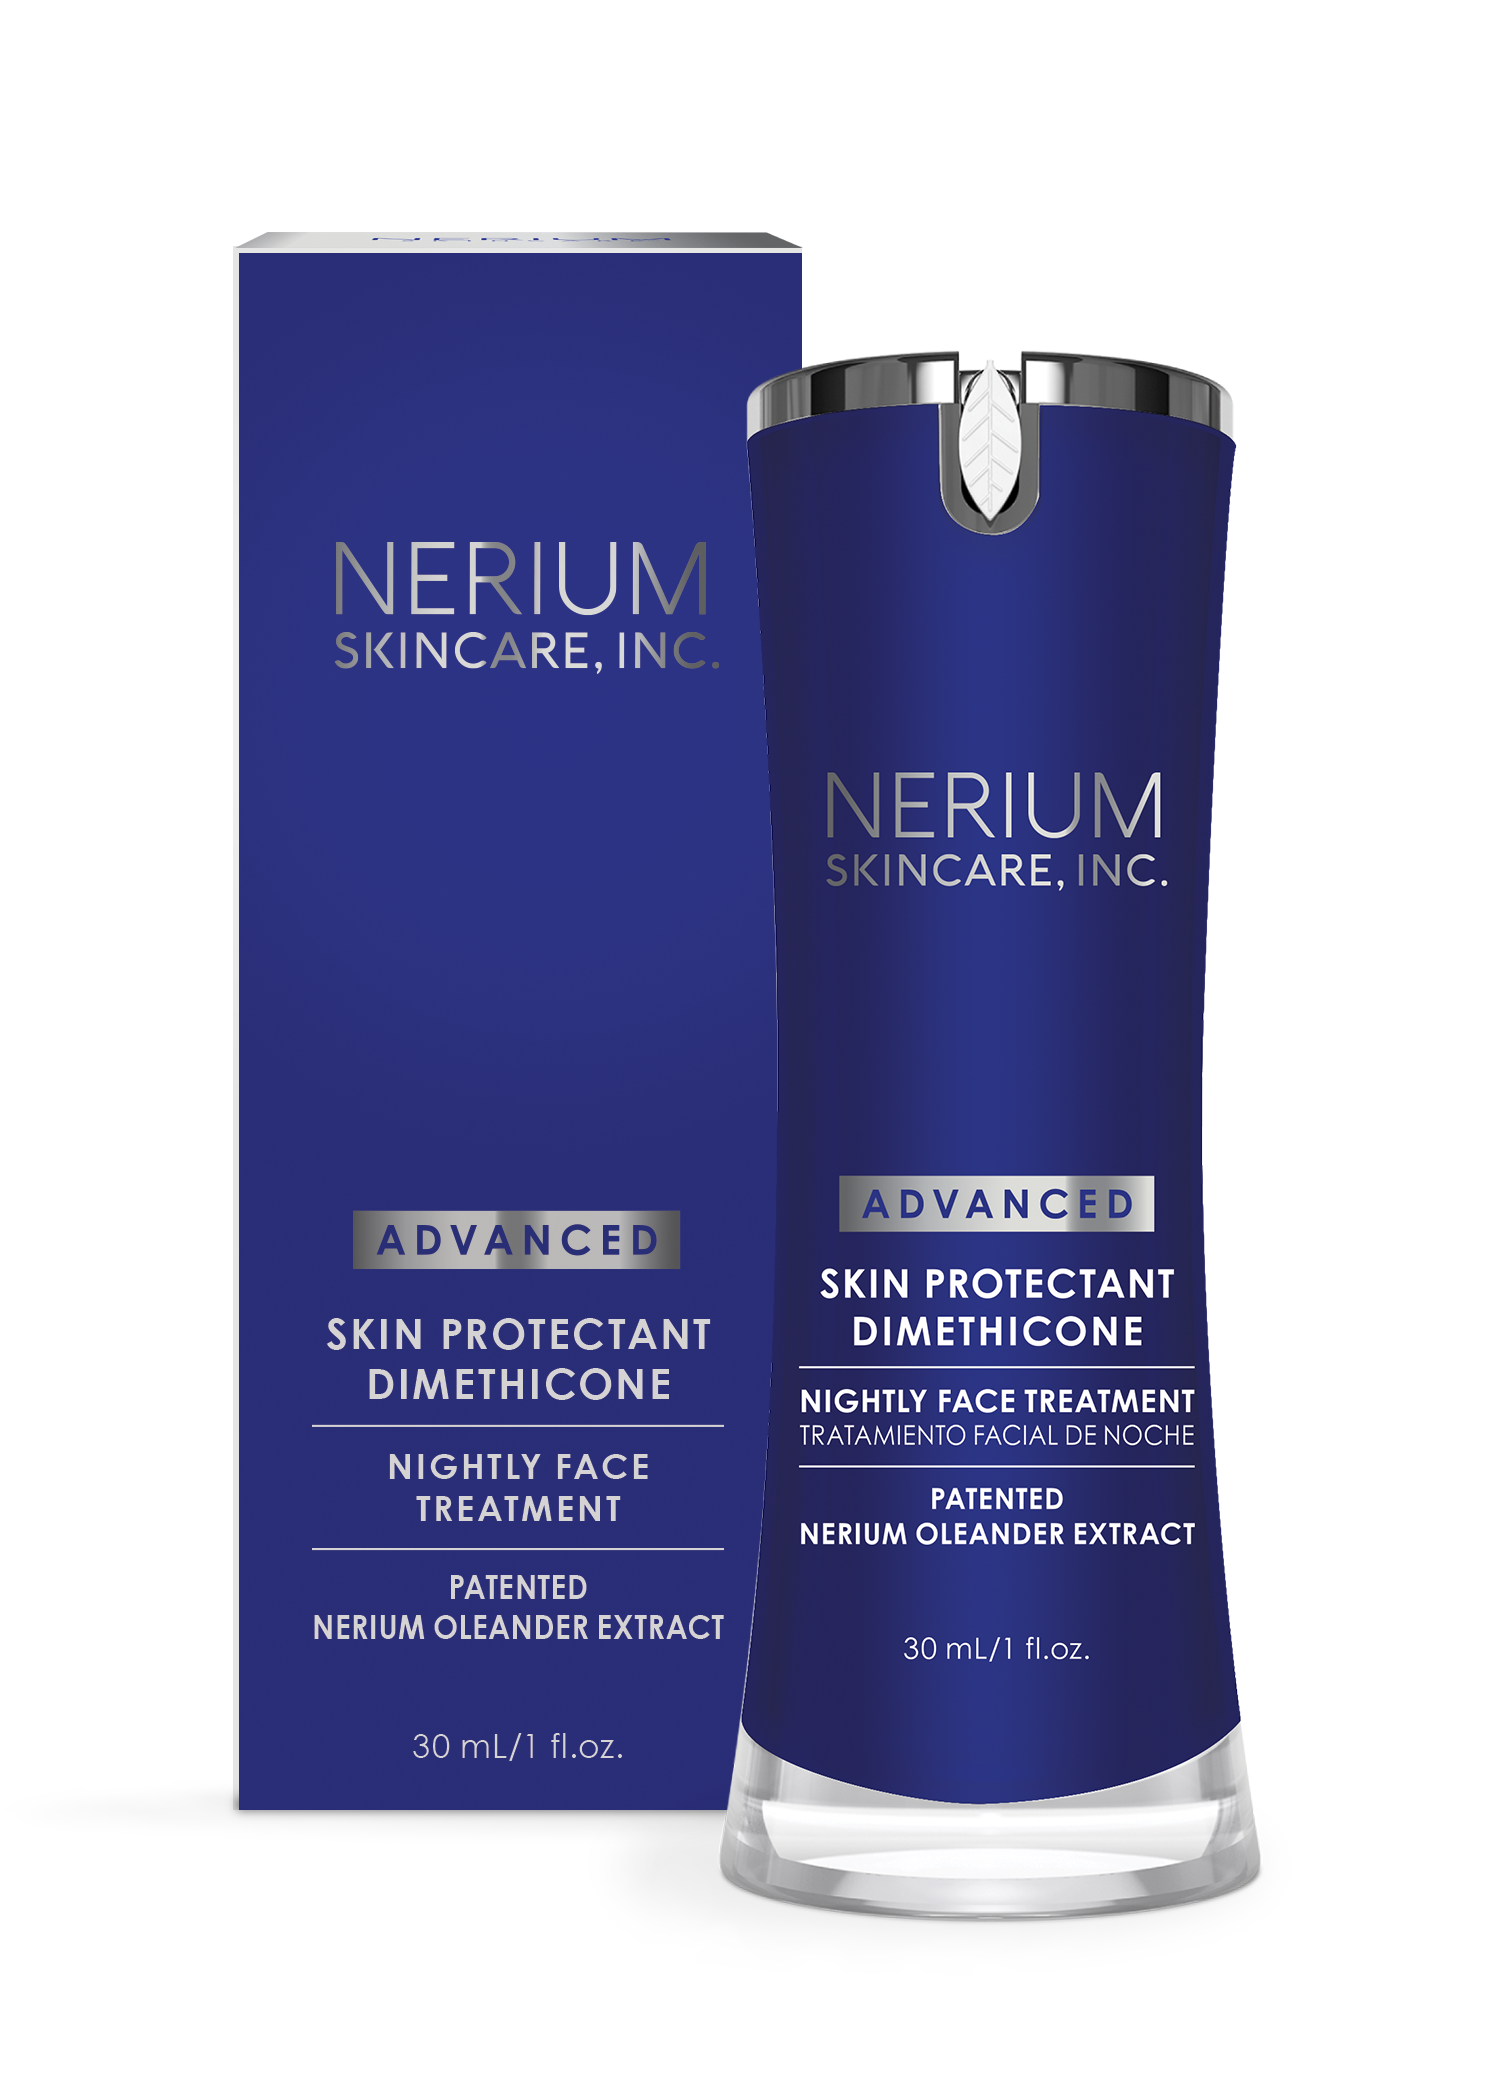 NERIUM
NERIUM
SKINCARE, INC.
ADVANCED
SKIN PROTECTANT
DIMETHICONE
NIGHTLY FACE
TREATMENT
PATENTED
NERIUM OLEANDER EXTRACT
30 mL/1 fl.oz.
NERIUM
SKINCARE, INC.
ADVANCED
SKIN PROTECTANT
DIMETHICONE
NIGHTLY FACE TREATMENT
TRATAMIENTO FACIAL DE NOCHE
PATENTED
NERIUM OLEANDER EXTRACT
30 mL/1 fl.oz.